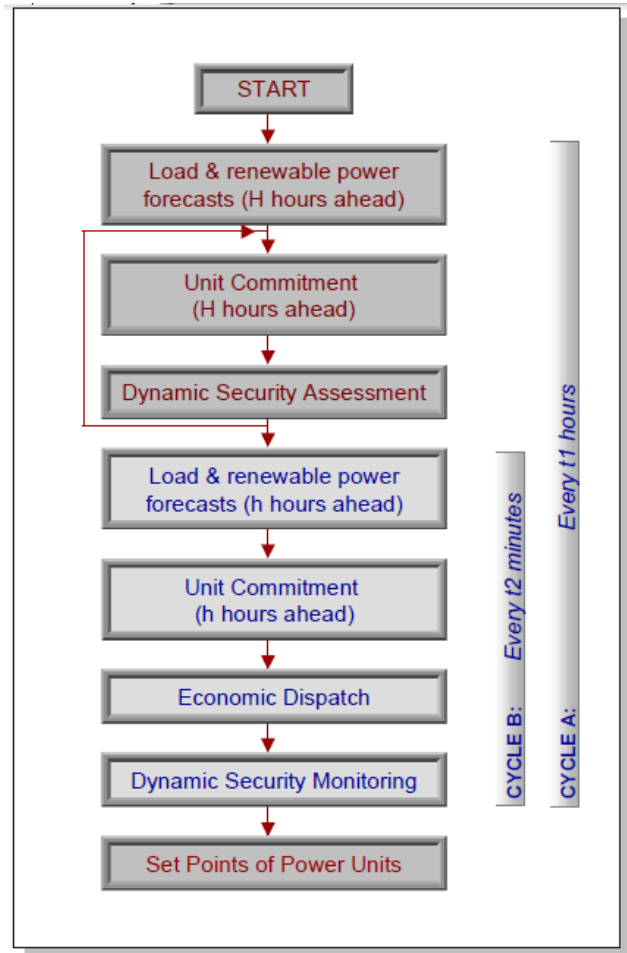 START
Load & renewable power
forecasts (H hours ahead)
Unit Commitment
(H hours ahead)
Dynamic Security Assessment
Load & renewable power
forecasts (h hours ahead)
Unit Commitment
(h hours ahead)
Economic Dispatch
Dynamic Security Monitoring
Set Points of Power Units
CYCLE B: Every t2 minutes
CYCLE A: Every t1 hours